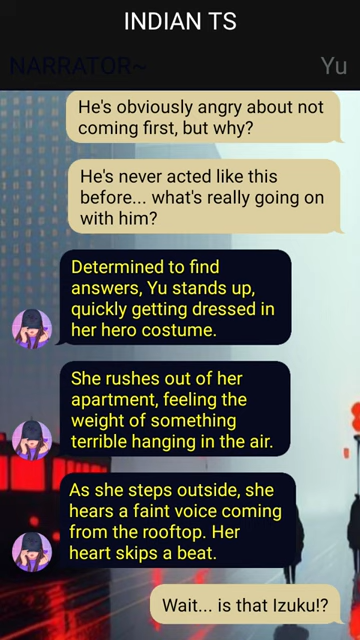 INDIAN TS
NARRATOR~
Yu
He's obviously angry about not
coming first, but why?
He's never acted like this
before... what's really going on
with him?
Determined to find
answers, Yu stands up,
quickly getting dressed in
her hero costume.
She rushes out of her
apartment, feeling the
weight of something
terrible hanging in the air.
As she steps outside, she
hears a faint voice coming
from the rooftop. Her
heart skips a beat.
Wait... is that Izuku!?